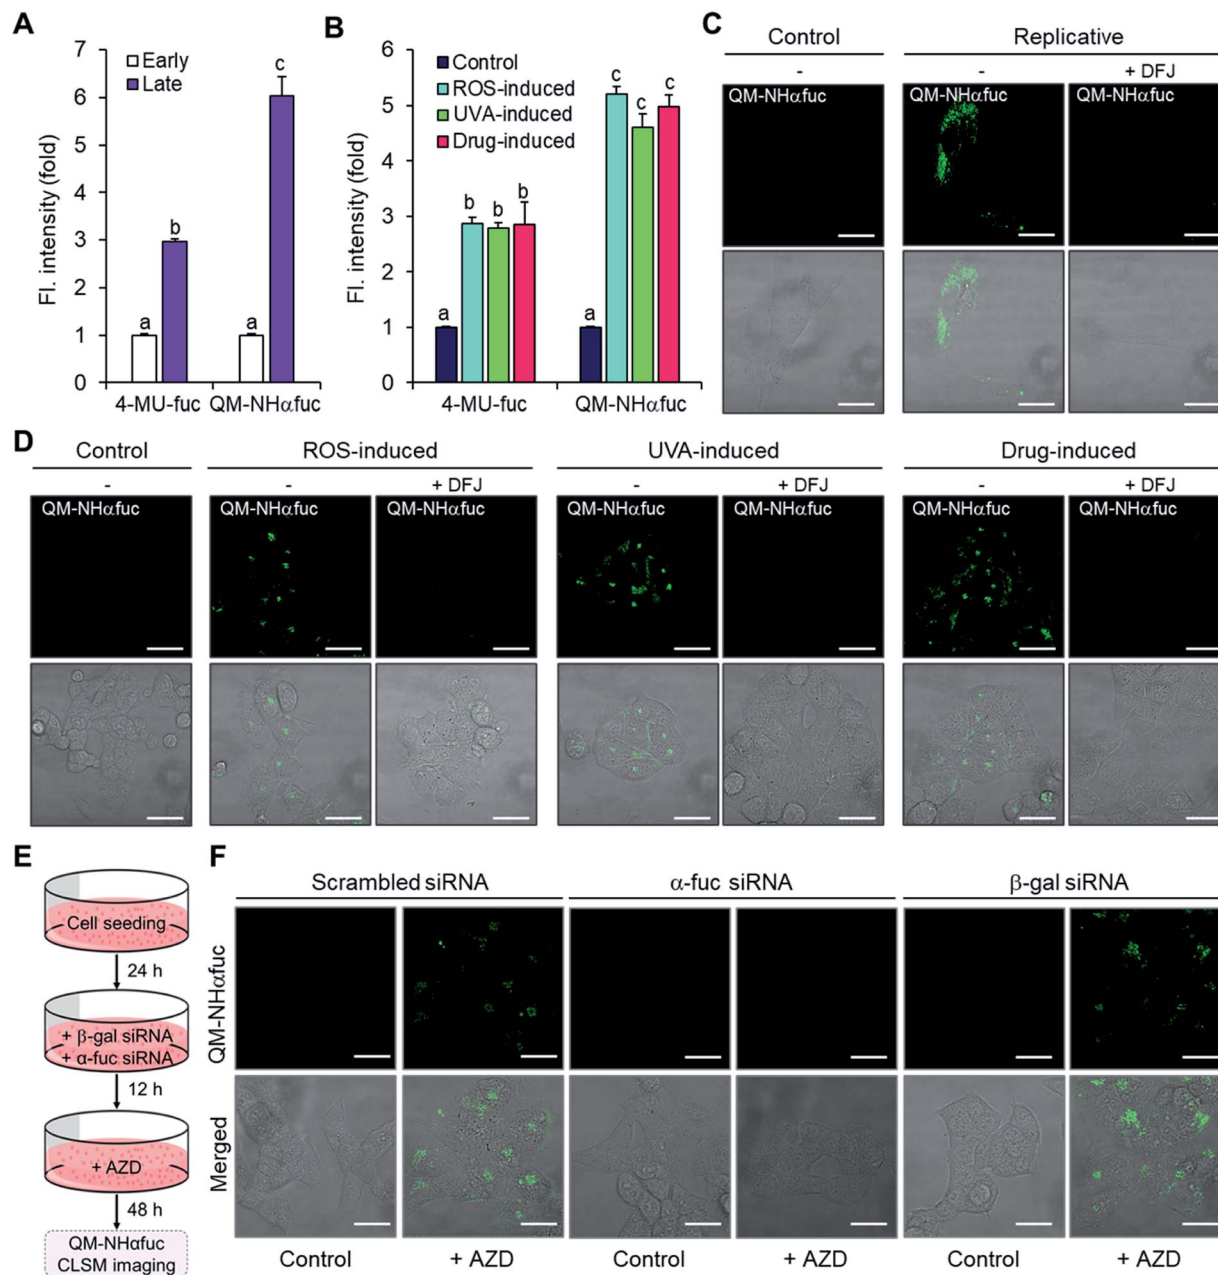 A
Fl. intensity (fold)
7
6
5
4
3
2
1
0
Early
Late
a
b
a
c
4-MU-fuc
QM-NHαfuc
B
Fl. intensity (fold)
6
5
4
3
2
1
0
Control
ROS-induced
UVA-induced
Drug-induced
a
b
b
b
a
c
c
c
4-MU-fuc
QM-NHαfuc
C
Control
Replicative
-
-
+ DFJ
QM-NHαfuc
QM-NHαfuc
QM-NHαfuc
D
Control
ROS-induced
UVA-induced
Drug-induced
-
-
+ DFJ
-
+ DFJ
-
+ DFJ
QM-NHαfuc
QM-NHαfuc
QM-NHαfuc
QM-NHαfuc
QM-NHαfuc
QM-NHαfuc
QM-NHαfuc
E
Cell seeding
24 h
+ β-gal siRNA
+ α-fuc siRNA
12 h
+ AZD
48 h
QM-NHαfuc
CLSM imaging
F
Scrambled siRNA
α-fuc siRNA
β-gal siRNA
QM-NHαfuc
Merged
Control
+ AZD
Control
+ AZD
Control
+ AZD